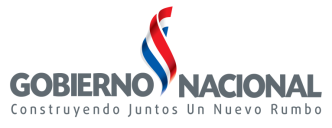 GOBIERNO NACIONAL
Construyendo Juntos Un Nuevo Rumbo